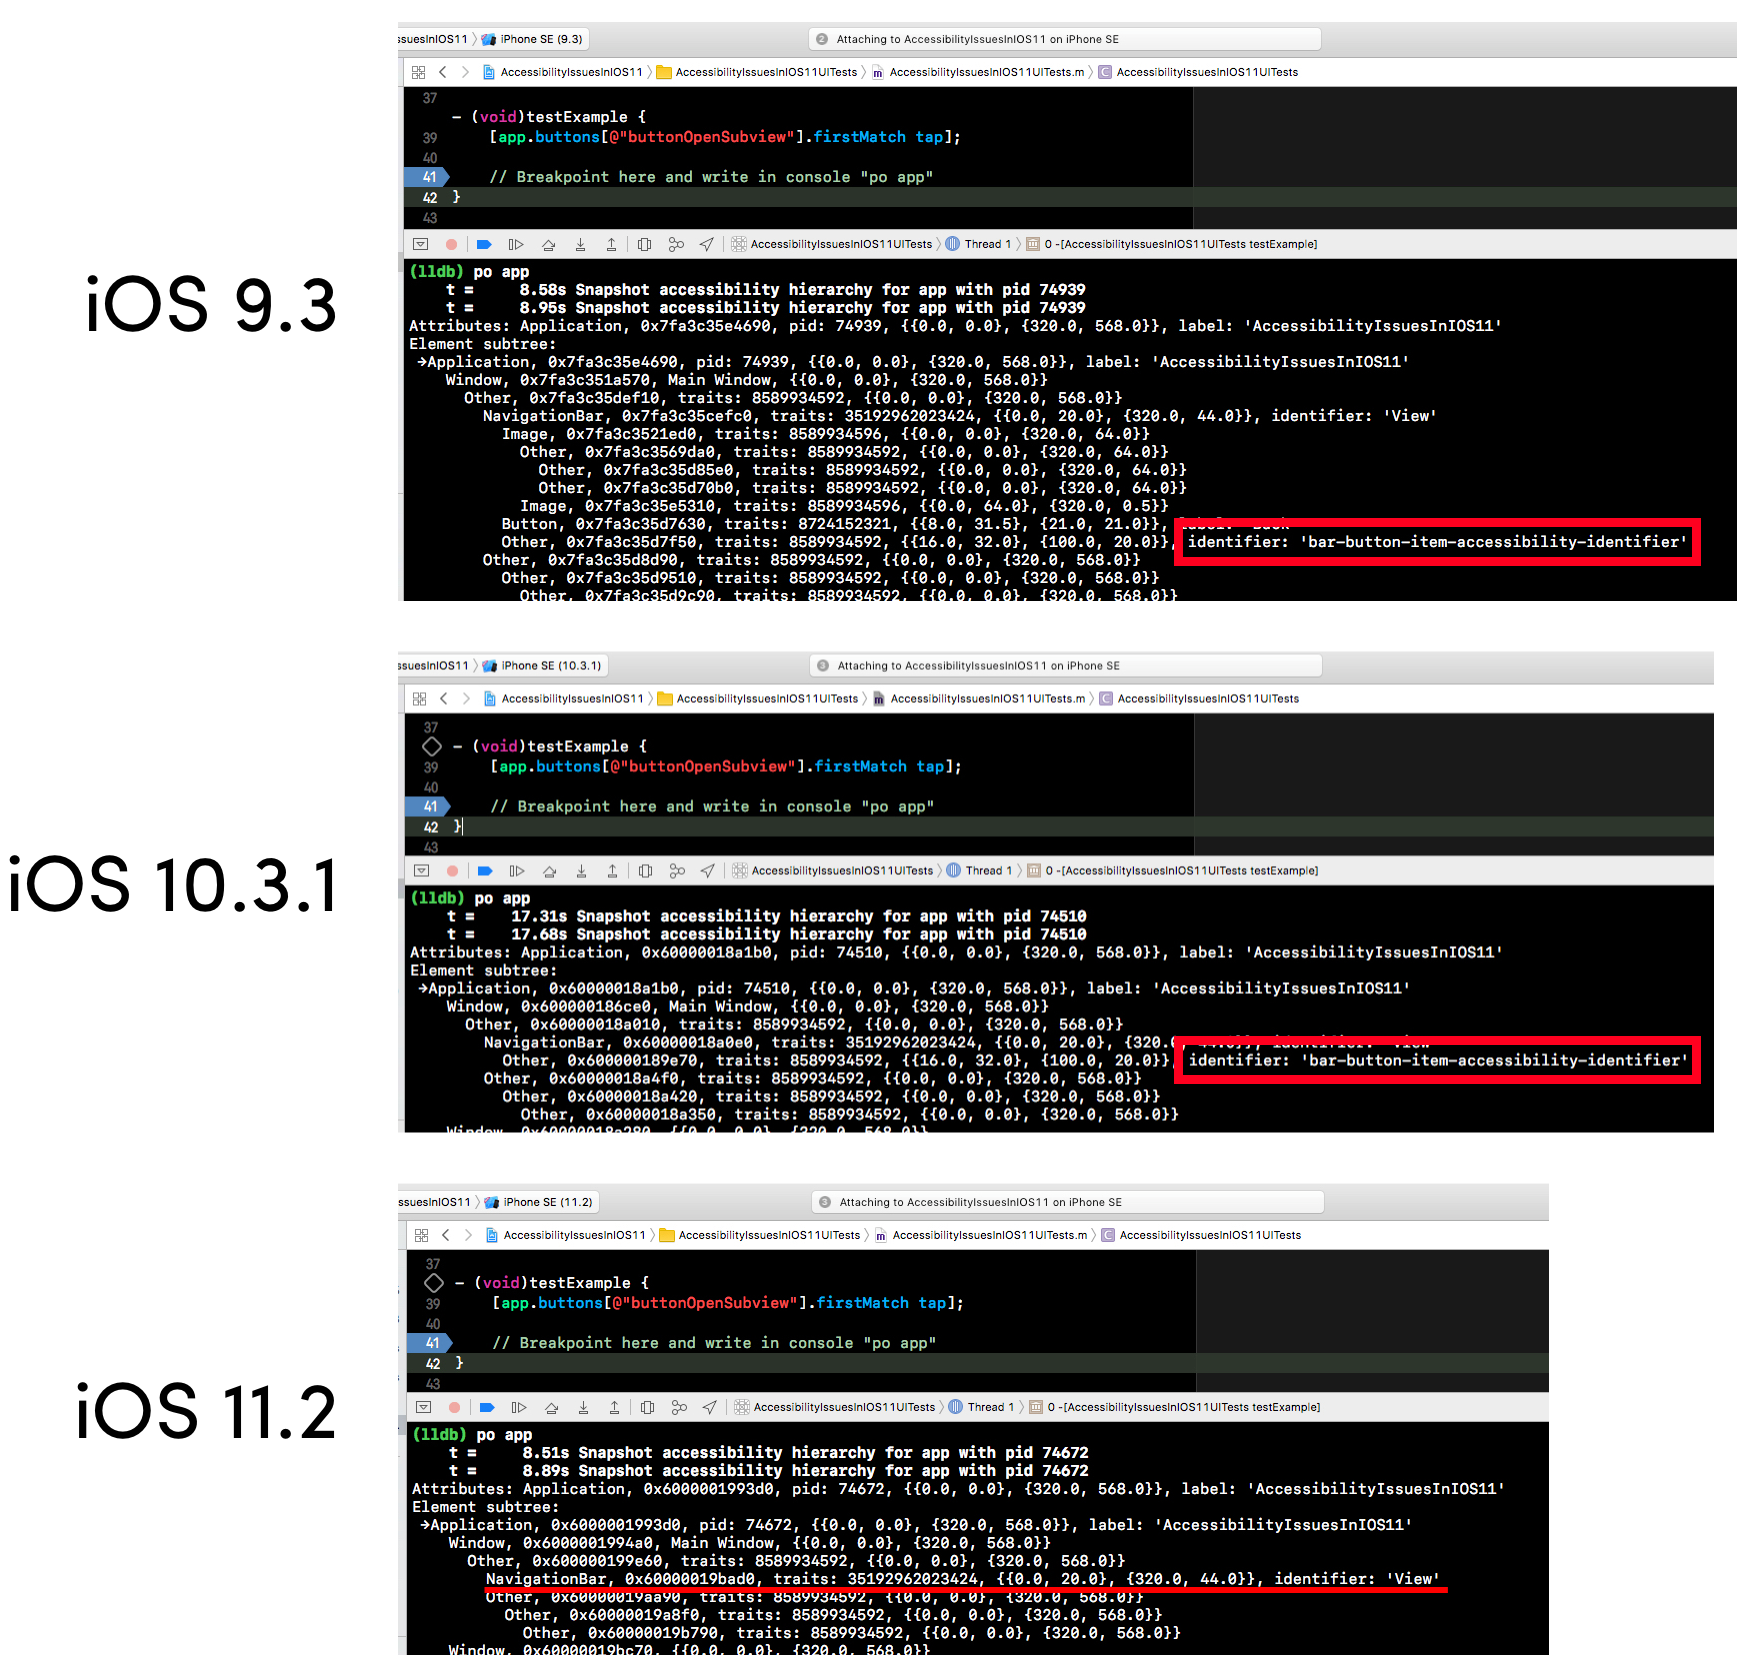 iOS 9.3
suesInIOS11 〉 iPhone SE (9.3)
2 Attaching to AccessibilityIssuesInIOS11 on iPhone SE
AccessibilityIssuesInIOS11 〉 AccessibilityIssuesInIOS11UITests 〉 m AccessibilityIssuesInIOS11UITests.m 〉 C AccessibilityIssuesInIOS11UITests
37
- (void)testExample {
39 [app.buttons[@"buttonOpenSubview"].firstMatch tap];
40
41 // Breakpoint here and write in console "po app"
42 }
43
AccessibilityIssuesInIOS11UITests 〉 Thread 1 〉 0 -[AccessibilityIssuesInIOS11UITests testExample]
(lldb) po app
t = 8.58s Snapshot accessibility hierarchy for app with pid 74939
t = 8.95s Snapshot accessibility hierarchy for app with pid 74939
Attributes: Application, 0x7fa3c35e4690, pid: 74939, {{0.0, 0.0}, {320.0, 568.0}}, label: 'AccessibilityIssuesInIOS11'
Element subtree:
→Application, 0x7fa3c35e4690, pid: 74939, {{0.0, 0.0}, {320.0, 568.0}}, label: 'AccessibilityIssuesInIOS11'
Window, 0x7fa3c351a570, Main Window, {{0.0, 0.0}, {320.0, 568.0}}
Other, 0x7fa3c35def10, traits: 8589934592, {{0.0, 0.0}, {320.0, 568.0}}
NavigationBar, 0x7fa3c35cefc0, traits: 35192962023424, {{0.0, 20.0}, {320.0, 44.0}}, identifier: 'View'
Image, 0x7fa3c3521ed0, traits: 8589934596, {{0.0, 0.0}, {320.0, 64.0}}
Other, 0x7fa3c3569da0, traits: 8589934592, {{0.0, 0.0}, {320.0, 64.0}}
Other, 0x7fa3c35d85e0, traits: 8589934592, {{0.0, 0.0}, {320.0, 64.0}}
Other, 0x7fa3c35d70b0, traits: 8589934592, {{0.0, 0.0}, {320.0, 64.0}}
Image, 0x7fa3c35e5310, traits: 8589934596, {{0.0, 64.0}, {320.0, 0.5}}
Button, 0x7fa3c35d7630, traits: 8724152321, {{8.0, 31.5}, {21.0, 21.0}}, label: 'Back'
Other, 0x7fa3c35d7f50, traits: 8589934592, {{16.0, 32.0}, {100.0, 20.0}}, identifier: 'bar-button-item-accessibility-identifier'
Other, 0x7fa3c35d8d90, traits: 8589934592, {{0.0, 0.0}, {320.0, 568.0}}
Other, 0x7fa3c35d9510, traits: 8589934592, {{0.0, 0.0}, {320.0, 568.0}}
Other, 0x7fa3c35d9c90, traits: 8589934592, {{0.0, 0.0}, {320.0, 568.0}}
iOS 10.3.1
ssuesInIOS11 〉 iPhone SE (10.3.1)
3 Attaching to AccessibilityIssuesInIOS11 on iPhone SE
AccessibilityIssuesInIOS11 〉 AccessibilityIssuesInIOS11UITests 〉 m AccessibilityIssuesInIOS11UITests.m 〉 C AccessibilityIssuesInIOS11UITests
37
- (void)testExample {
39 [app.buttons[@"buttonOpenSubview"].firstMatch tap];
40
41 // Breakpoint here and write in console "po app"
42 }
43
AccessibilityIssuesInIOS11UITests 〉 Thread 1 〉 0 -[AccessibilityIssuesInIOS11UITests testExample]
(lldb) po app
t = 17.31s Snapshot accessibility hierarchy for app with pid 74510
t = 17.68s Snapshot accessibility hierarchy for app with pid 74510
Attributes: Application, 0x60000018a1b0, pid: 74510, {{0.0, 0.0}, {320.0, 568.0}}, label: 'AccessibilityIssuesInIOS11'
Element subtree:
→Application, 0x60000018a1b0, pid: 74510, {{0.0, 0.0}, {320.0, 568.0}}, label: 'AccessibilityIssuesInIOS11'
Window, 0x600000186ce0, Main Window, {{0.0, 0.0}, {320.0, 568.0}}
Other, 0x60000018a010, traits: 8589934592, {{0.0, 0.0}, {320.0, 568.0}}
NavigationBar, 0x60000018a0e0, traits: 35192962023424, {{0.0, 20.0}, {320.0, 44.0}}, identifier: 'View'
Other, 0x600000189e70, traits: 8589934592, {{16.0, 32.0}, {100.0, 20.0}}, identifier: 'bar-button-item-accessibility-identifier'
Other, 0x60000018a4f0, traits: 8589934592, {{0.0, 0.0}, {320.0, 568.0}}
Other, 0x60000018a420, traits: 8589934592, {{0.0, 0.0}, {320.0, 568.0}}
Other, 0x60000018a350, traits: 8589934592, {{0.0, 0.0}, {320.0, 568.0}}
Window, 0x60000018a280, {{0.0, 0.0}, {320.0, 568.0}}
iOS 11.2
ssuesInIOS11 〉 iPhone SE (11.2)
3 Attaching to AccessibilityIssuesInIOS11 on iPhone SE
AccessibilityIssuesInIOS11 〉 AccessibilityIssuesInIOS11UITests 〉 m AccessibilityIssuesInIOS11UITests.m 〉 C AccessibilityIssuesInIOS11UITests
37
- (void)testExample {
39 [app.buttons[@"buttonOpenSubview"].firstMatch tap];
40
41 // Breakpoint here and write in console "po app"
42 }
43
AccessibilityIssuesInIOS11UITests 〉 Thread 1 〉 0 -[AccessibilityIssuesInIOS11UITests testExample]
(lldb) po app
t = 8.51s Snapshot accessibility hierarchy for app with pid 74672
t = 8.89s Snapshot accessibility hierarchy for app with pid 74672
Attributes: Application, 0x6000001993d0, pid: 74672, {{0.0, 0.0}, {320.0, 568.0}}, label: 'AccessibilityIssuesInIOS11'
Element subtree:
→Application, 0x6000001993d0, pid: 74672, {{0.0, 0.0}, {320.0, 568.0}}, label: 'AccessibilityIssuesInIOS11'
Window, 0x6000001994a0, Main Window, {{0.0, 0.0}, {320.0, 568.0}}
Other, 0x600000199e60, traits: 8589934592, {{0.0, 0.0}, {320.0, 568.0}}
NavigationBar, 0x60000019bad0, traits: 35192962023424, {{0.0, 20.0}, {320.0, 44.0}}, identifier: 'View'
Other, 0x60000019aa90, traits: 8589934592, {{0.0, 0.0}, {320.0, 568.0}}
Other, 0x60000019a8f0, traits: 8589934592, {{0.0, 0.0}, {320.0, 568.0}}
Other, 0x60000019b790, traits: 8589934592, {{0.0, 0.0}, {320.0, 568.0}}
Window, 0x60000019bc70, {{0.0, 0.0}, {320.0, 568.0}}